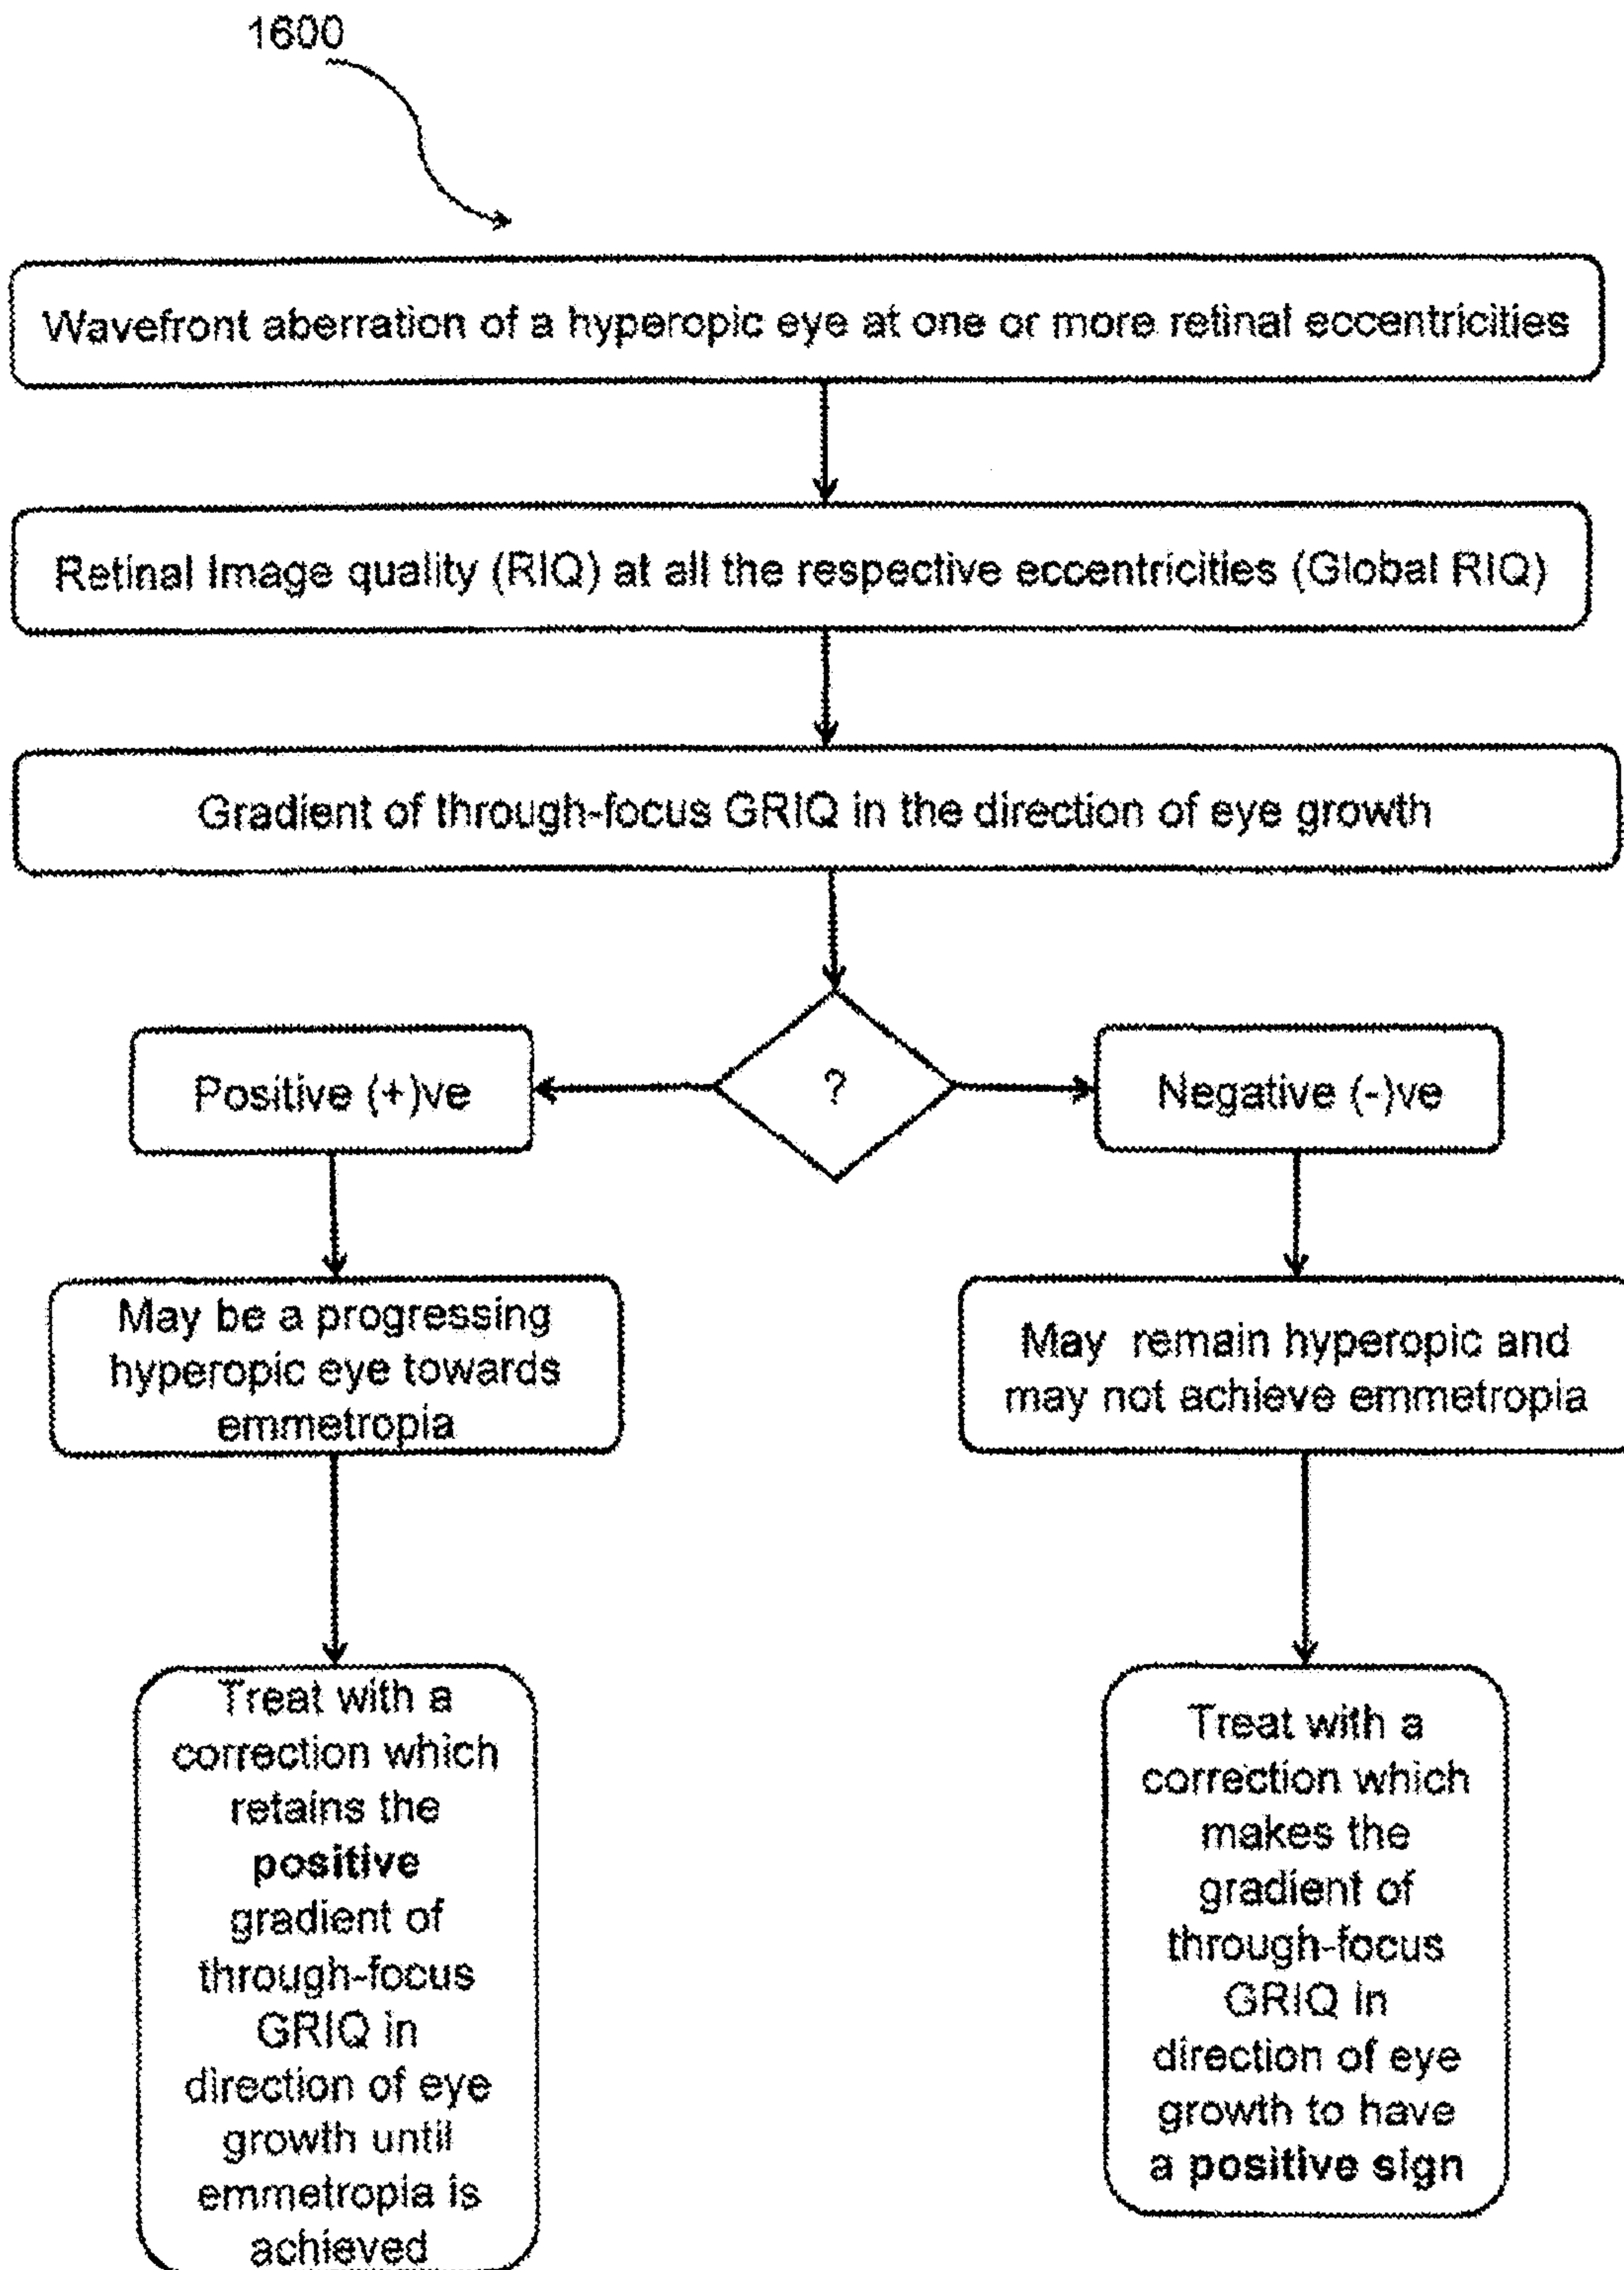 1600
Wavefront aberration of a hyperopic eye at one or more retinal eccentricities
Retinal Image quality (RIQ) at all the respective eccentricities (Global RIQ)
Gradient of through-focus GRIQ in the direction of eye growth
?
Positive (+)ve
Negative (-)ve
May be a progressing
hyperopic eye towards
emmetropia
May remain hyperopic and
may not achieve emmetropia
Treat with a
correction which
retains the
positive
gradient of
through-focus
GRIQ in
direction of eye
growth until
emmetropia is
achieved
Treat with a
correction which
makes the
gradient of
through-focus
GRIQ in
direction of eye
growth to have
a positive sign